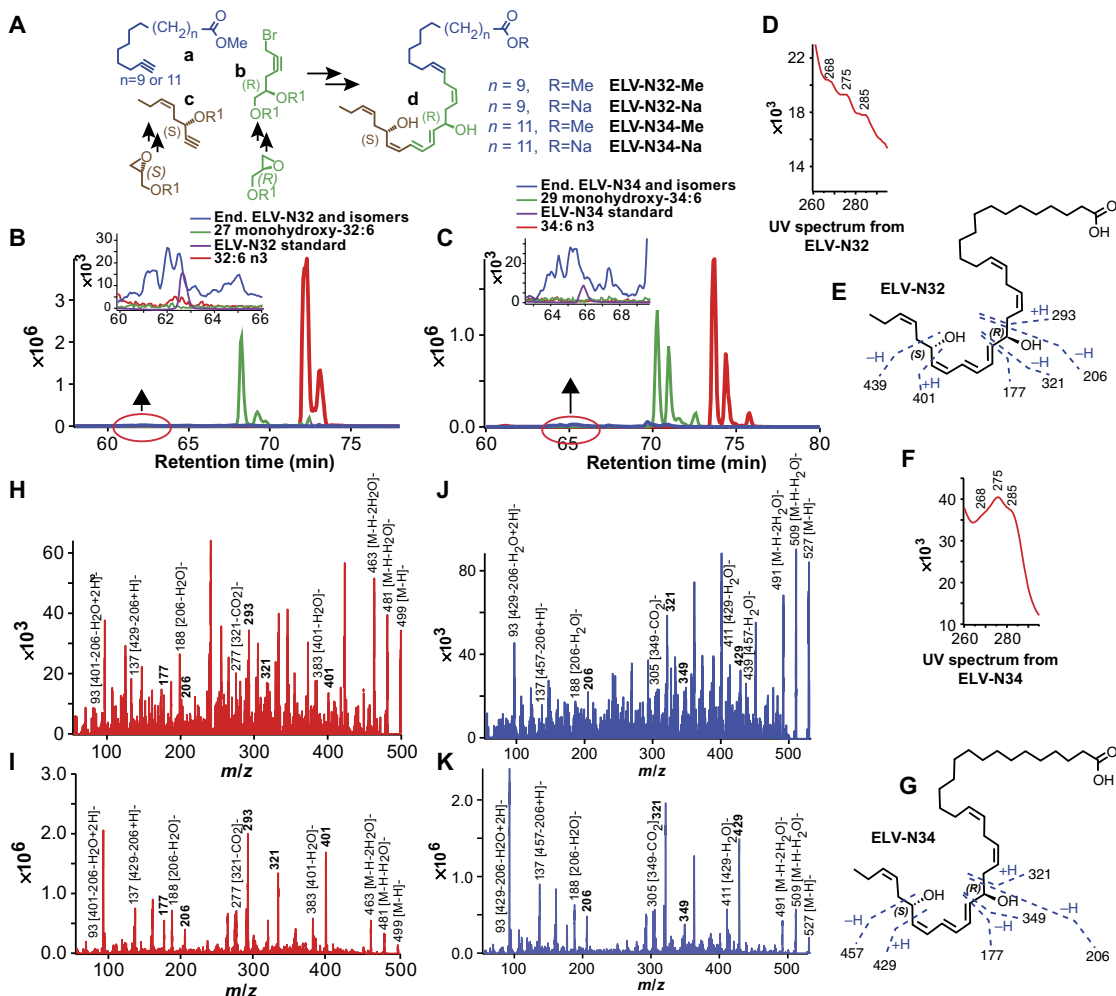 A
(CH2)n
O
OMe
a
n=9 or 11
Br
b
(R)
OR1
OR1
c
OR1
(S)
O
(S)
OR1
O
(R)
OR1
(CH2)n
O
OR
d
OH
(S)
(R)
OH
n = 9, R=Me ELV-N32-Me
n = 9, R=Na ELV-N32-Na
n = 11, R=Me ELV-N34-Me
n = 11, R=Na ELV-N34-Na
B
End. ELV-N32 and isomers
27 monohydroxy-32:6
ELV-N32 standard
32:6 n3
×10³
30
20
10
0
60 62 64 66
×10⁶
3
2
1
0
60 65 70 75
Retention time (min)
C
End. ELV-N34 and isomers
29 monohydroxy-34:6
ELV-N34 standard
34:6 n3
×10³
30
20
10
0
64 66 68
×10⁶
1.0
0.0
60 65 70 75 80
Retention time (min)
D
×10³
22
18
14
268
275
285
265 280 290
UV spectrum from
ELV-N32
E
ELV-N32
O
OH
OH
(S)
(R)
OH
+H
293
–H
206
–H
321
177
–H
439
+H
401
F
×10³
40
30
20
10
268
275
285
260 280
UV spectrum from
ELV-N34
G
ELV-N34
O
OH
OH
(S)
(R)
OH
+H
321
–H
349
206
177
–H
457
+H
429
H
×10³
60
40
20
0
93 [401-206-H2O+2H]-
137 [429-206+H]-
177
188 [206-H2O]-
206
277 [321-CO2]
293
321
383 [401-H2O]-
401
463 [M-H-2H2O]-
481 [M-H-H2O]-
499 [M-H]-
100 200 300 400 500
m/z
I
×10⁶
3.0
2.0
1.0
0.0
93 [401-206-H2O+2H]-
137 [429-206+H]-
177
188 [206-H2O]-
206
277 [321-CO2]
293
321
383 [401-H2O]-
401
463 [M-H-2H2O]-
481 [M-H-H2O]-
499 [M-H]-
100 200 300 400 500
m/z
J
×10³
80
40
0
93 [429-206-H2O+2H]-
137 [457-206+H]-
188 [206-H2O]-
206
305 [349-CO2]-
321
349
411 [429-H2O]-
429
439 [457-H2O]-
491 [M-H-2H2O]-
509 [M-H-H2O]-
527 [M-H]-
100 200 300 400 500
m/z
K
×10⁶
2.0
1.0
0.0
93 [429-206-H2O+2H]-
137 [457-206+H]-
188 [206-H2O]-
206
305 [349-CO2]-
321
349
411 [429-H2O]-
429
491 [M-H-2H2O]-
509 [M-H-H2O]-
527 [M-H]-
100 200 300 400 500
m/z